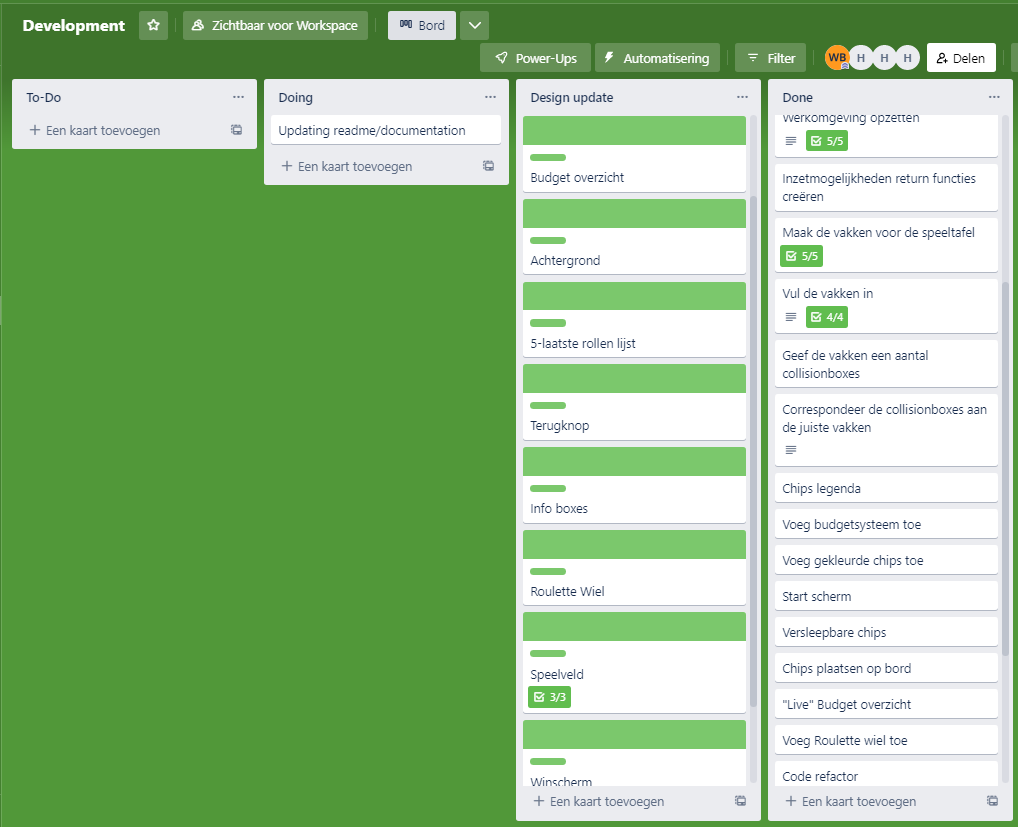 Development
Zichtbaar voor Workspace
Bord
Power-Ups
Automatisering
Filter
WB
H
H
H
Delen
To-Do
Een kaart toevoegen
Doing
Updating readme/documentation
Een kaart toevoegen
Design update
Budget overzicht
Achtergrond
5-laatste rollen lijst
Terugknop
Info boxes
Roulette Wiel
Speelveld
3/3
Winscherm
Een kaart toevoegen
Done
Werkomgeving opzetten
5/5
Inzetmogelijkheden return functies
creëren
Maak de vakken voor de speeltafel
5/5
Vul de vakken in
4/4
Geef de vakken een aantal
collisionboxes
Correspondeer de collisionboxes aan
de juiste vakken
Chips legenda
Voeg budgetsysteem toe
Voeg gekleurde chips toe
Start scherm
Versleepbare chips
Chips plaatsen op bord
"Live" Budget overzicht
Voeg Roulette wiel toe
Code refactor
Een kaart toevoegen